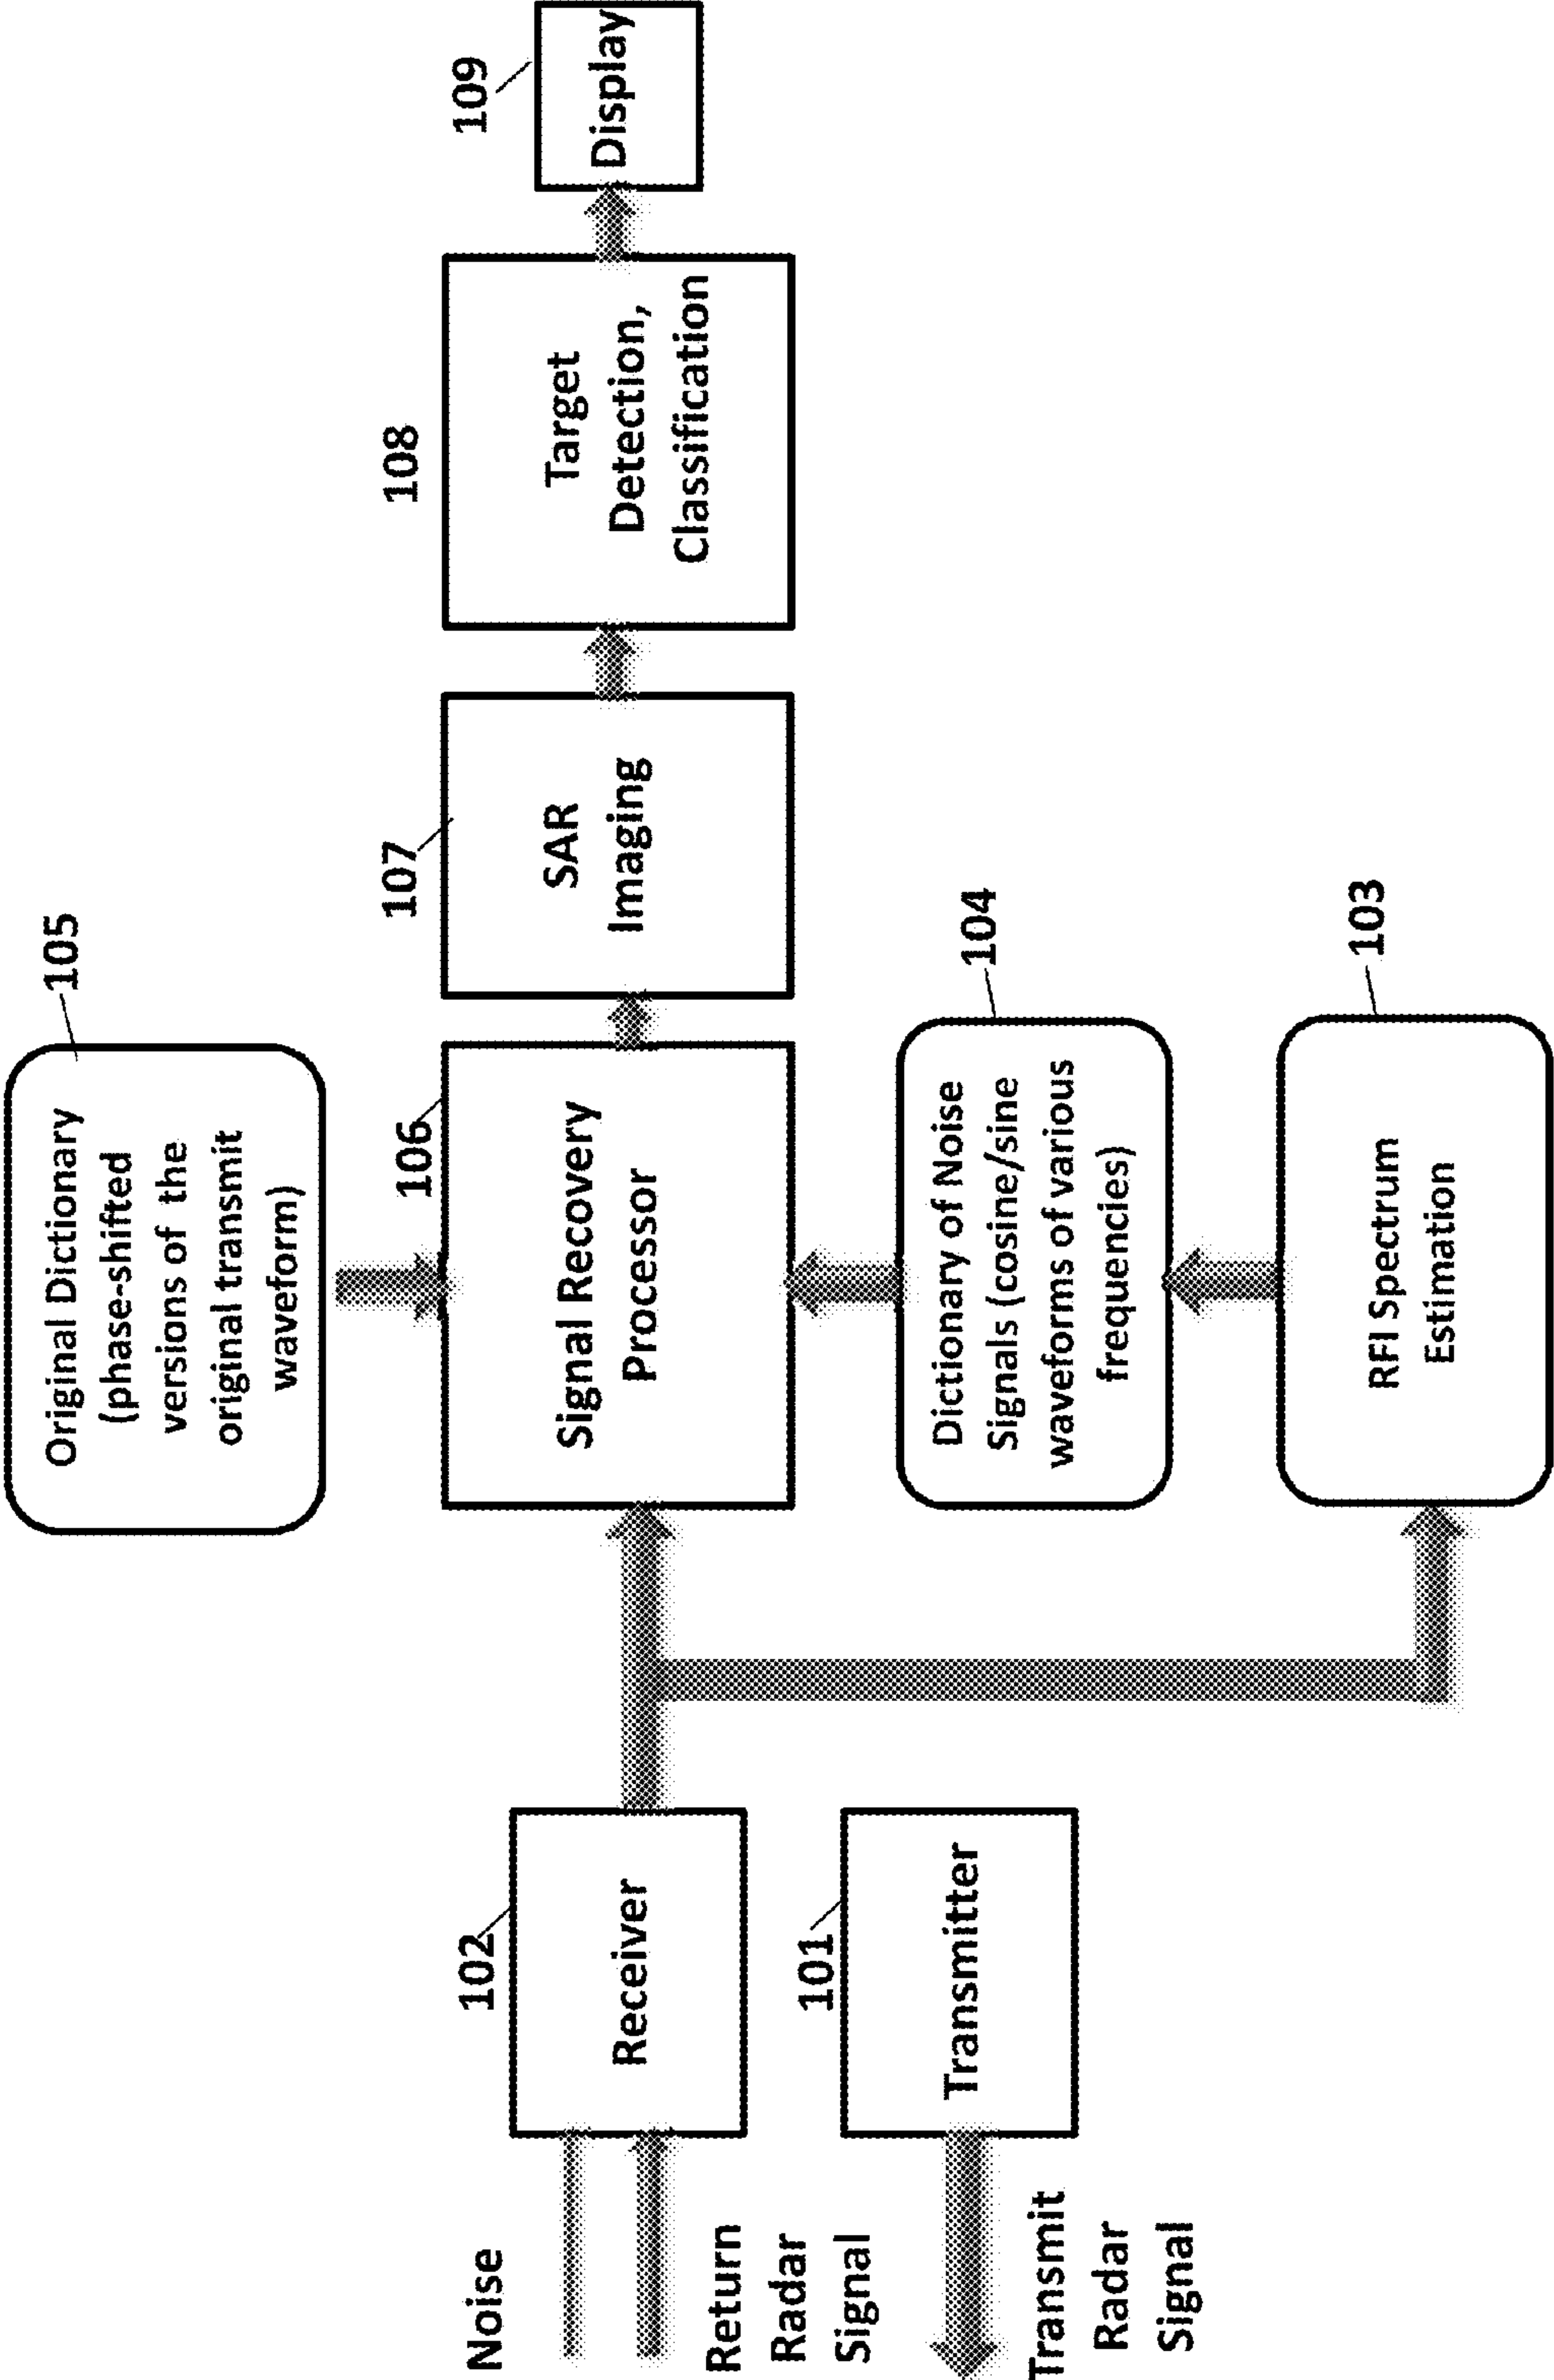 Noise
Return
Radar
Signal
Transmit
Radar
Signal
102
Receiver
101
Transmitter
105
Original Dictionary
(phase-shifted
versions of the
original transmit
waveform)
106
Signal Recovery
Processor
104
Dictionary of Noise
Signals (cosine/sine
waveforms of various
frequencies)
103
RFI Spectrum
Estimation
107
SAR
Imaging
108
Target
Detection,
Classification
109
Display